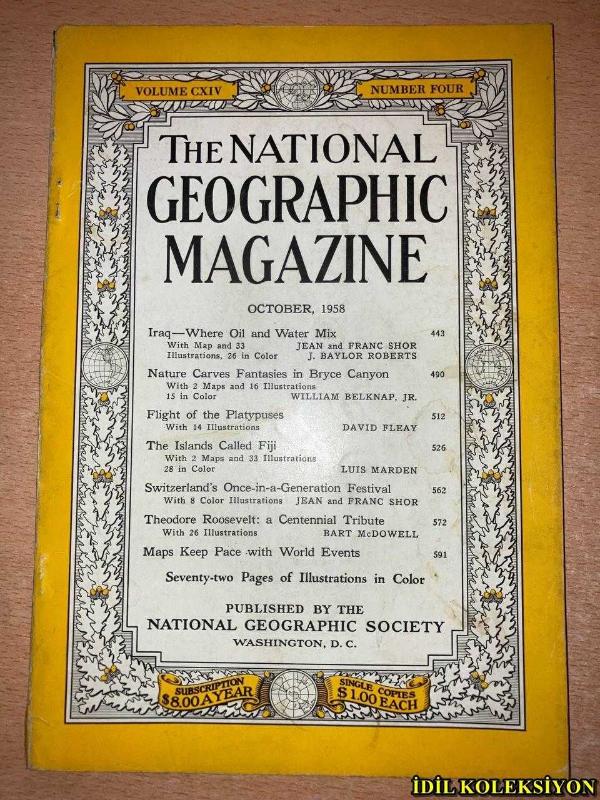 VOLUME CXIV
NUMBER FOUR
THE NATIONAL
GEOGRAPHIC
MAGAZINE
OCTOBER, 1958
Iraq—Where Oil and Water Mix 443
With Map and 33 JEAN and FRANC SHOR
Illustrations, 26 in Color J. BAYLOR ROBERTS
Nature Carves Fantasies in Bryce Canyon 490
With 2 Maps and 16 Illustrations
15 in Color WILLIAM BELKNAP, JR.
Flight of the Platypuses 512
With 14 Illustrations DAVID FLEAY
The Islands Called Fiji 526
With 2 Maps and 33 Illustrations
28 in Color LUIS MARDEN
Switzerland's Once-in-a-Generation Festival 562
With 8 Color Illustrations JEAN and FRANC SHOR
Theodore Roosevelt: a Centennial Tribute 572
With 26 Illustrations BART McDOWELL
Maps Keep Pace with World Events 591
Seventy-two Pages of Illustrations in Color
PUBLISHED BY THE
NATIONAL GEOGRAPHIC SOCIETY
WASHINGTON, D. C.
SUBSCRIPTION
$8.00 A YEAR
SINGLE COPIES
$1.00 EACH
İDİL KOLEKSİYON